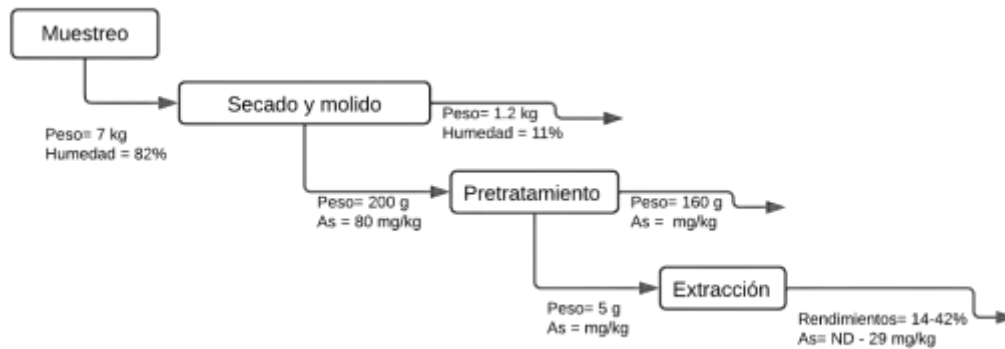 Muestreo
Peso= 7 kg
Humedad = 82%
Secado y molido
Peso= 1.2 kg
Humedad = 11%
Peso= 200 g
As = 80 mg/kg
Pretratamiento
Peso= 160 g
As =  mg/kg
Peso= 5 g
As = mg/kg
Extracción
Rendimientos= 14-42%
As= ND - 29 mg/kg